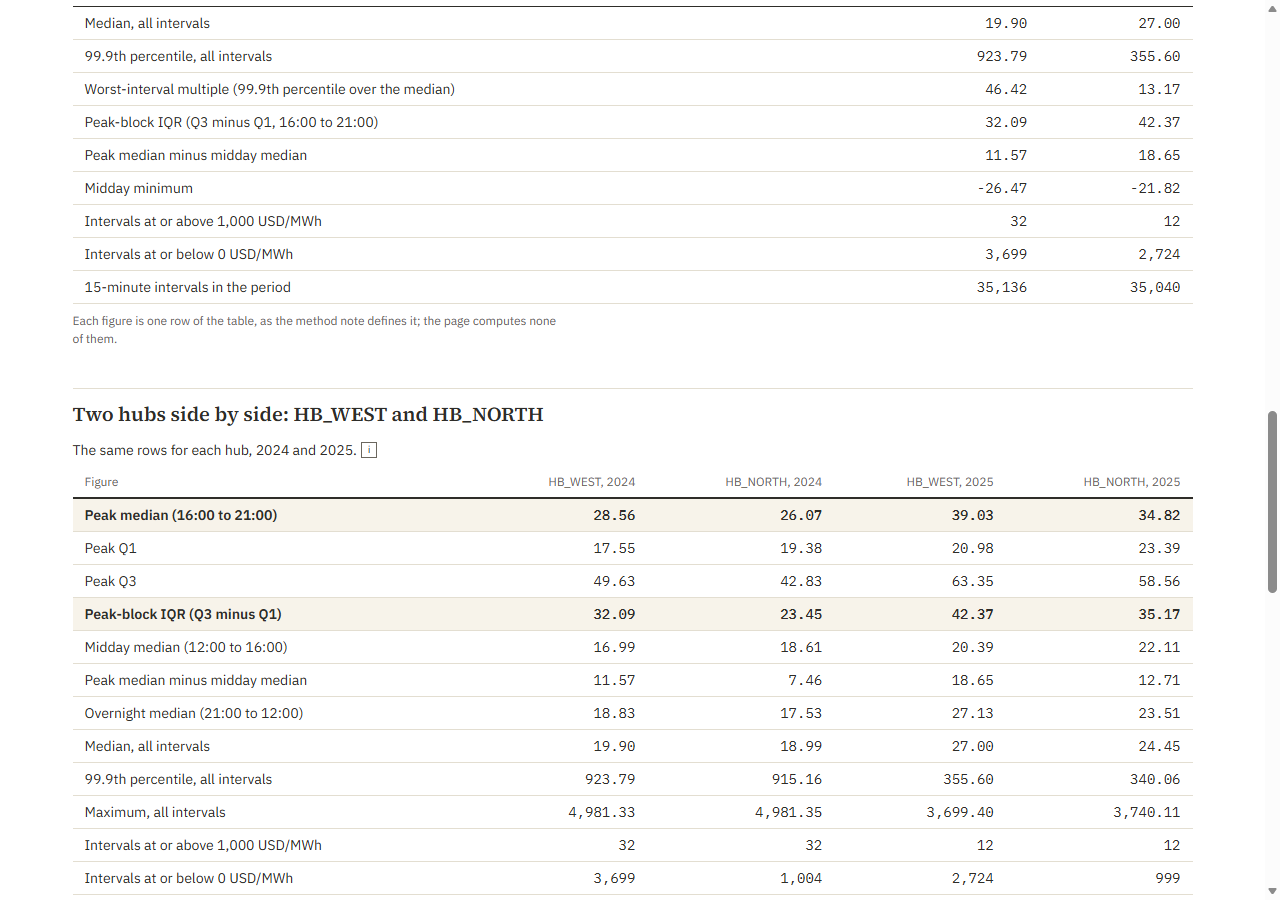 Median, all intervals 19.90 27.00
99.9th percentile, all intervals 923.79 355.60
Worst-interval multiple (99.9th percentile over the median) 46.42 13.17
Peak-block IQR (Q3 minus Q1, 16:00 to 21:00) 32.09 42.37
Peak median minus midday median 11.57 18.65
Midday minimum -26.47 -21.82
Intervals at or above 1,000 USD/MWh 32 12
Intervals at or below 0 USD/MWh 3,699 2,724
15-minute intervals in the period 35,136 35,040
Each figure is one row of the table, as the method note defines it; the page computes none
of them.
Two hubs side by side: HB_WEST and HB_NORTH
The same rows for each hub, 2024 and 2025. i
Figure HB_WEST, 2024 HB_NORTH, 2024 HB_WEST, 2025 HB_NORTH, 2025
Peak median (16:00 to 21:00) 28.56 26.07 39.03 34.82
Peak Q1 17.55 19.38 20.98 23.39
Peak Q3 49.63 42.83 63.35 58.56
Peak-block IQR (Q3 minus Q1) 32.09 23.45 42.37 35.17
Midday median (12:00 to 16:00) 16.99 18.61 20.39 22.11
Peak median minus midday median 11.57 7.46 18.65 12.71
Overnight median (21:00 to 12:00) 18.83 17.53 27.13 23.51
Median, all intervals 19.90 18.99 27.00 24.45
99.9th percentile, all intervals 923.79 915.16 355.60 340.06
Maximum, all intervals 4,981.33 4,981.35 3,699.40 3,740.11
Intervals at or above 1,000 USD/MWh 32 32 12 12
Intervals at or below 0 USD/MWh 3,699 1,004 2,724 999